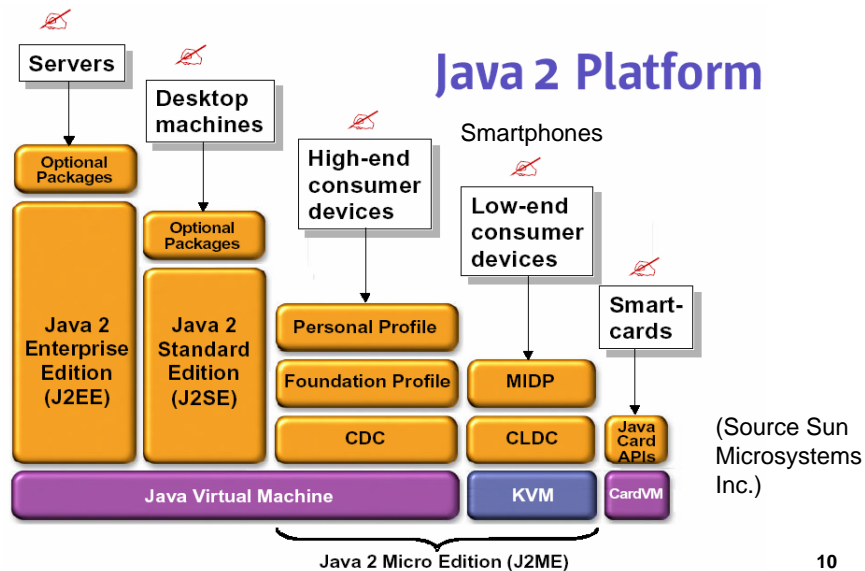 Java 2 Platform
Servers
Desktop
machines
High-end
consumer
devices
Smartphones
Low-end
consumer
devices
Smart-
cards
Optional
Packages
Optional
Packages
Java 2
Enterprise
Edition
(J2EE)
Java 2
Standard
Edition
(J2SE)
Personal Profile
Foundation Profile
CDC
MIDP
CLDC
Java
Card
APIs
Java Virtual Machine
KVM
CardVM
Java 2 Micro Edition (J2ME)
(Source Sun
Microsystems
Inc.)
10